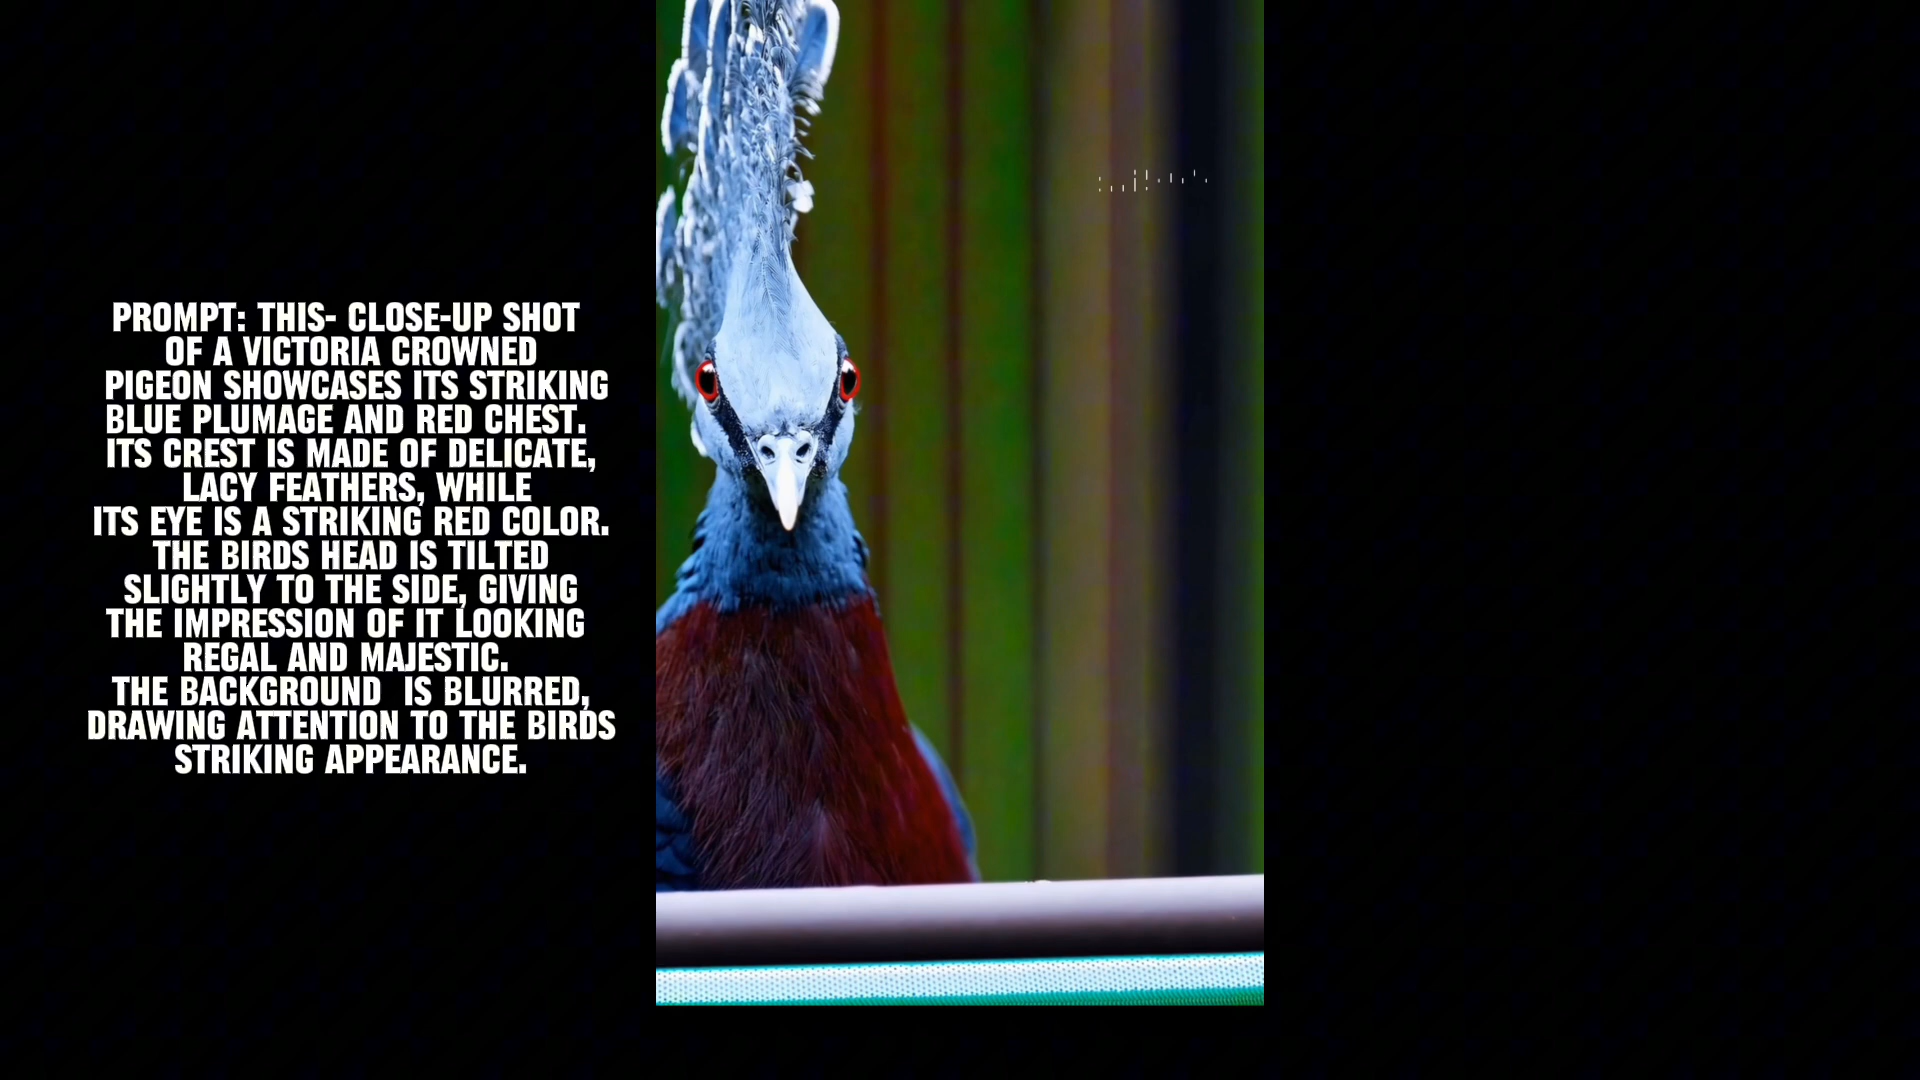 PROMPT: THIS- CLOSE-UP SHOT
OF A VICTORIA CROWNED
PIGEON SHOWCASES ITS STRIKING
BLUE PLUMAGE AND RED CHEST.
ITS CREST IS MADE OF DELICATE,
LACY FEATHERS, WHILE
ITS EYE IS A STRIKING RED COLOR.
THE BIRDS HEAD IS TILTED
SLIGHTLY TO THE SIDE, GIVING
THE IMPRESSION OF IT LOOKING
REGAL AND MAJESTIC.
THE BACKGROUND  IS BLURRED,
DRAWING ATTENTION TO THE BIRDS
STRIKING APPEARANCE.